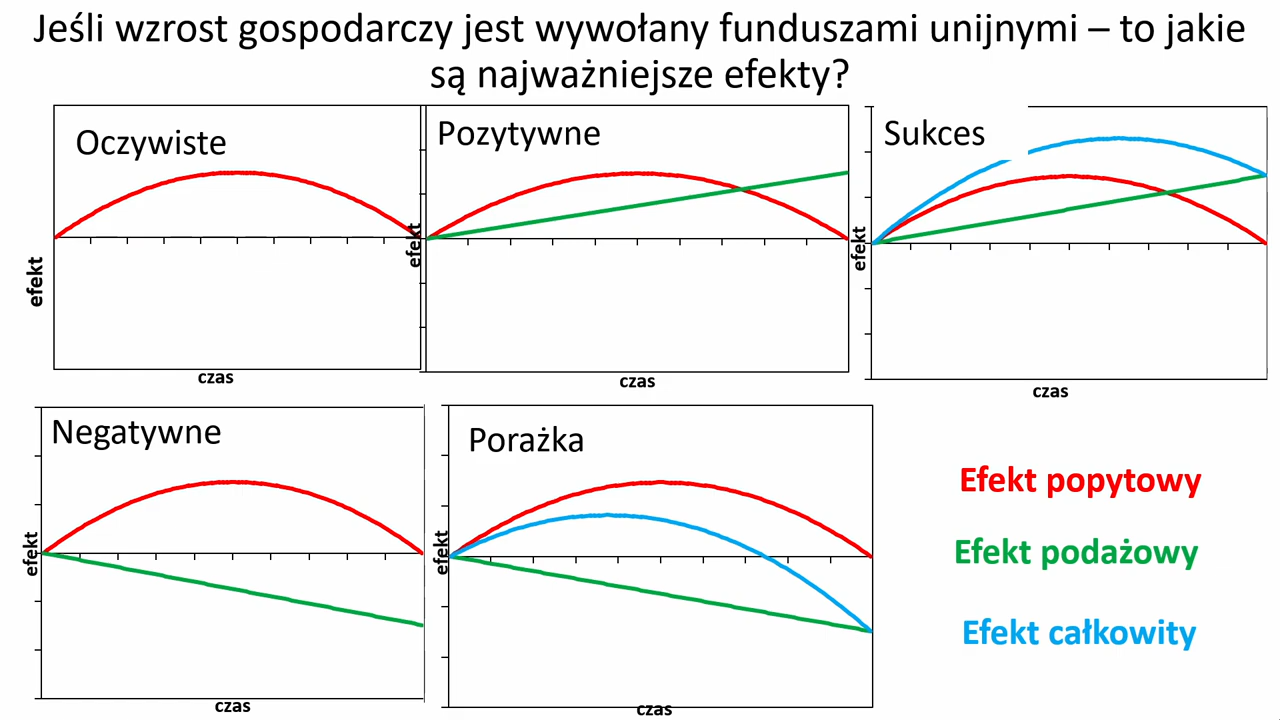 Jeśli wzrost gospodarczy jest wywołany funduszami unijnymi – to jakie
są najważniejsze efekty?
Oczywiste
efekt
czas
Pozytywne
efekt
czas
Sukces
efekt
czas
Negatywne
efekt
czas
Porażka
efekt
czas
Efekt popytowy
Efekt podażowy
Efekt całkowity